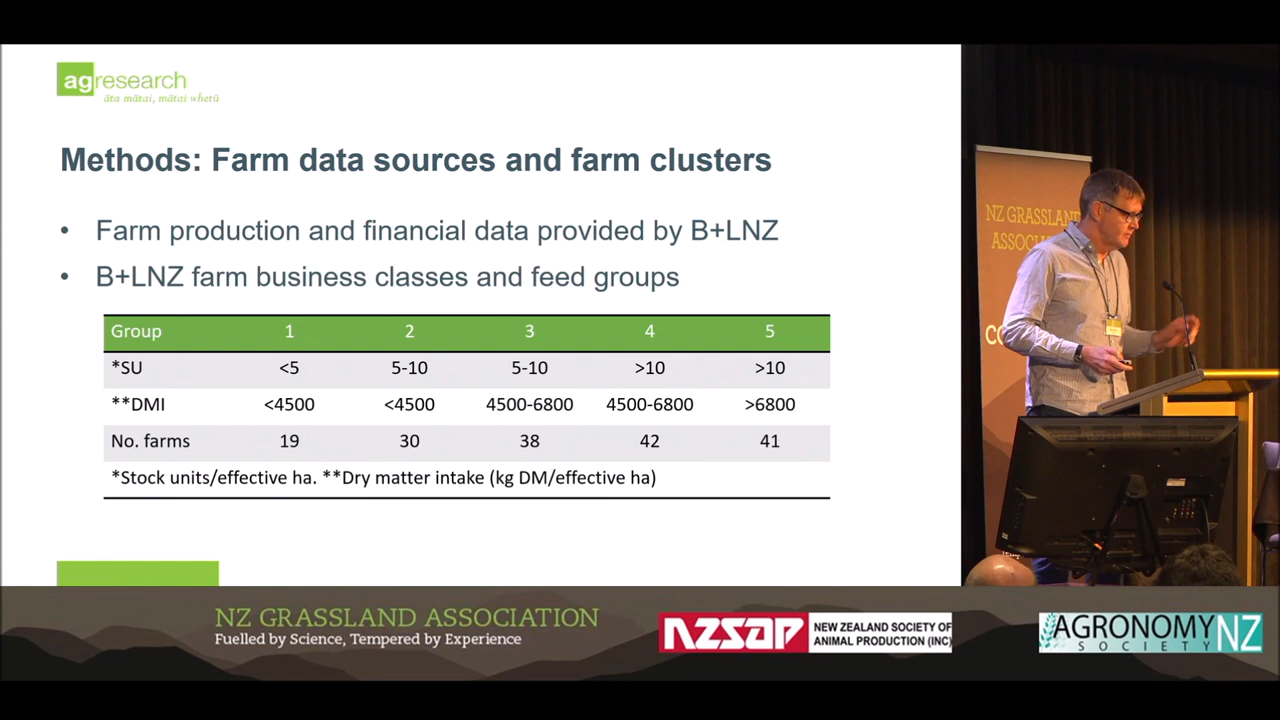 agresearch
āta mātai, mātai whetū
Methods: Farm data sources and farm clusters
• Farm production and financial data provided by B+LNZ
• B+LNZ farm business classes and feed groups
Group 1 2 3 4 5
*SU <5 5-10 5-10 >10 >10
**DMI <4500 <4500 4500-6800 4500-6800 >6800
No. farms 19 30 38 42 41
*Stock units/effective ha. **Dry matter intake (kg DM/effective ha)
NZ GRASSLAND
NZ GRASSLAND ASSOCIATION
Fuelled by Science, Tempered by Experience
NZSAP
NEW ZEALAND SOCIETY OF
ANIMAL PRODUCTION (INC)
AGRONOMY
SOCIETY
NZ